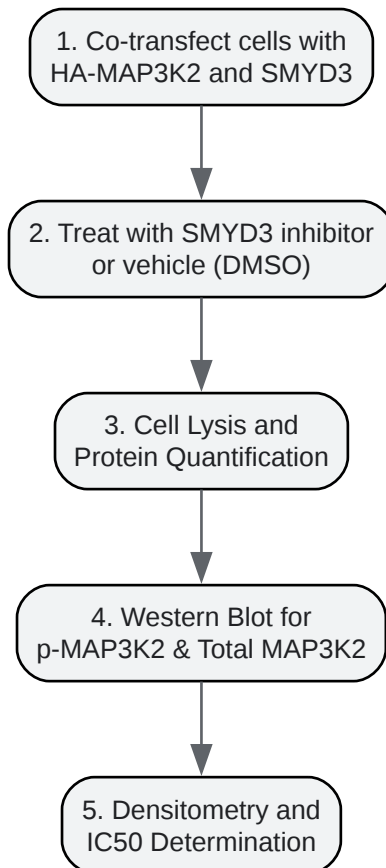 1. Co-transfect cells with
HA-MAP3K2 and SMYD3
2. Treat with SMYD3 inhibitor
or vehicle (DMSO)
3. Cell Lysis and
Protein Quantification
4. Western Blot for
p-MAP3K2 & Total MAP3K2
5. Densitometry and
IC50 Determination